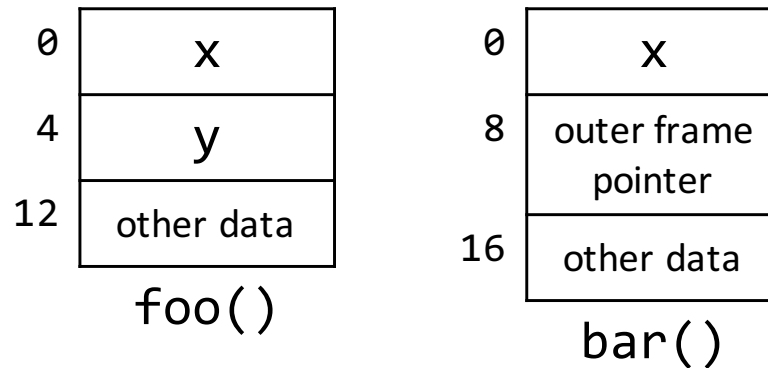 0
x
4
y
12
other data
foo()
0
x
8
outer frame
pointer
16
other data
bar()